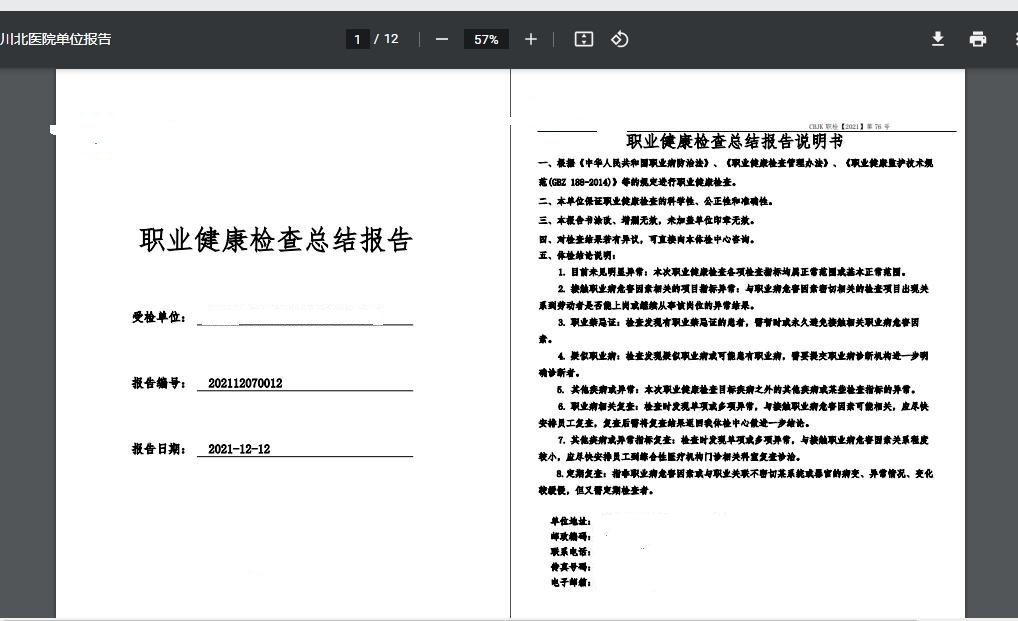 川北医院单位报告
1 / 12
57%
职业健康检查总结报告
受检单位:
报告编号: 202112070012
报告日期: 2021-12-12
CBJK 职检【2021】第 76 号
职业健康检查总结报告说明书
一、根据《中华人民共和国职业病防治法》、《职业健康检查管理办法》、《职业健康监护技术规
范(GBZ 188-2014)》等的规定进行职业健康检查。
二、本单位保证职业健康检查的科学性、公正性和准确性。
三、本报告书涂改、增删无效,未加盖单位印章无效。
四、对检查结果若有异议,可直接向本体检中心咨询。
五、体检结论说明:
1. 目前未见明显异常:本次职业健康检查各项检查指标均属正常范围或基本正常范围。
2. 接触职业病危害因素相关的项目指标异常:与职业病危害因素密切相关的检查项目出现关
系到劳动者是否能上岗或继续从事该岗位的异常结果。
3. 职业禁忌证:检查发现有职业禁忌证的患者,需暂时或永久避免接触相关职业病危害因
素。
4. 疑似职业病:检查发现疑似职业病或可能患有职业病,需要提交职业病诊断机构进一步明
确诊断者。
5. 其他疾病或异常:本次职业健康检查目标疾病之外的其他疾病或某些检查指标的异常。
6. 职业病相关复查:检查时发现单项或多项异常,与接触职业病危害因素可能相关,应尽快
安排员工复查,复查后需将复查结果返回我体检中心做进一步结论。
7. 其他疾病或异常指标复查:检查时发现单项或多项异常,与接触职业病危害因素关系程度
较小,应尽快安排员工到综合性医疗机构门诊相关科室复查诊治。
8. 定期复查:指非职业病危害因素或与职业关联不密切某系统或器官的病变、异常情况、变化
较缓慢,但又需定期检查者。
单位地址:
邮政编码:
联系电话:
传真号码:
电子邮箱: